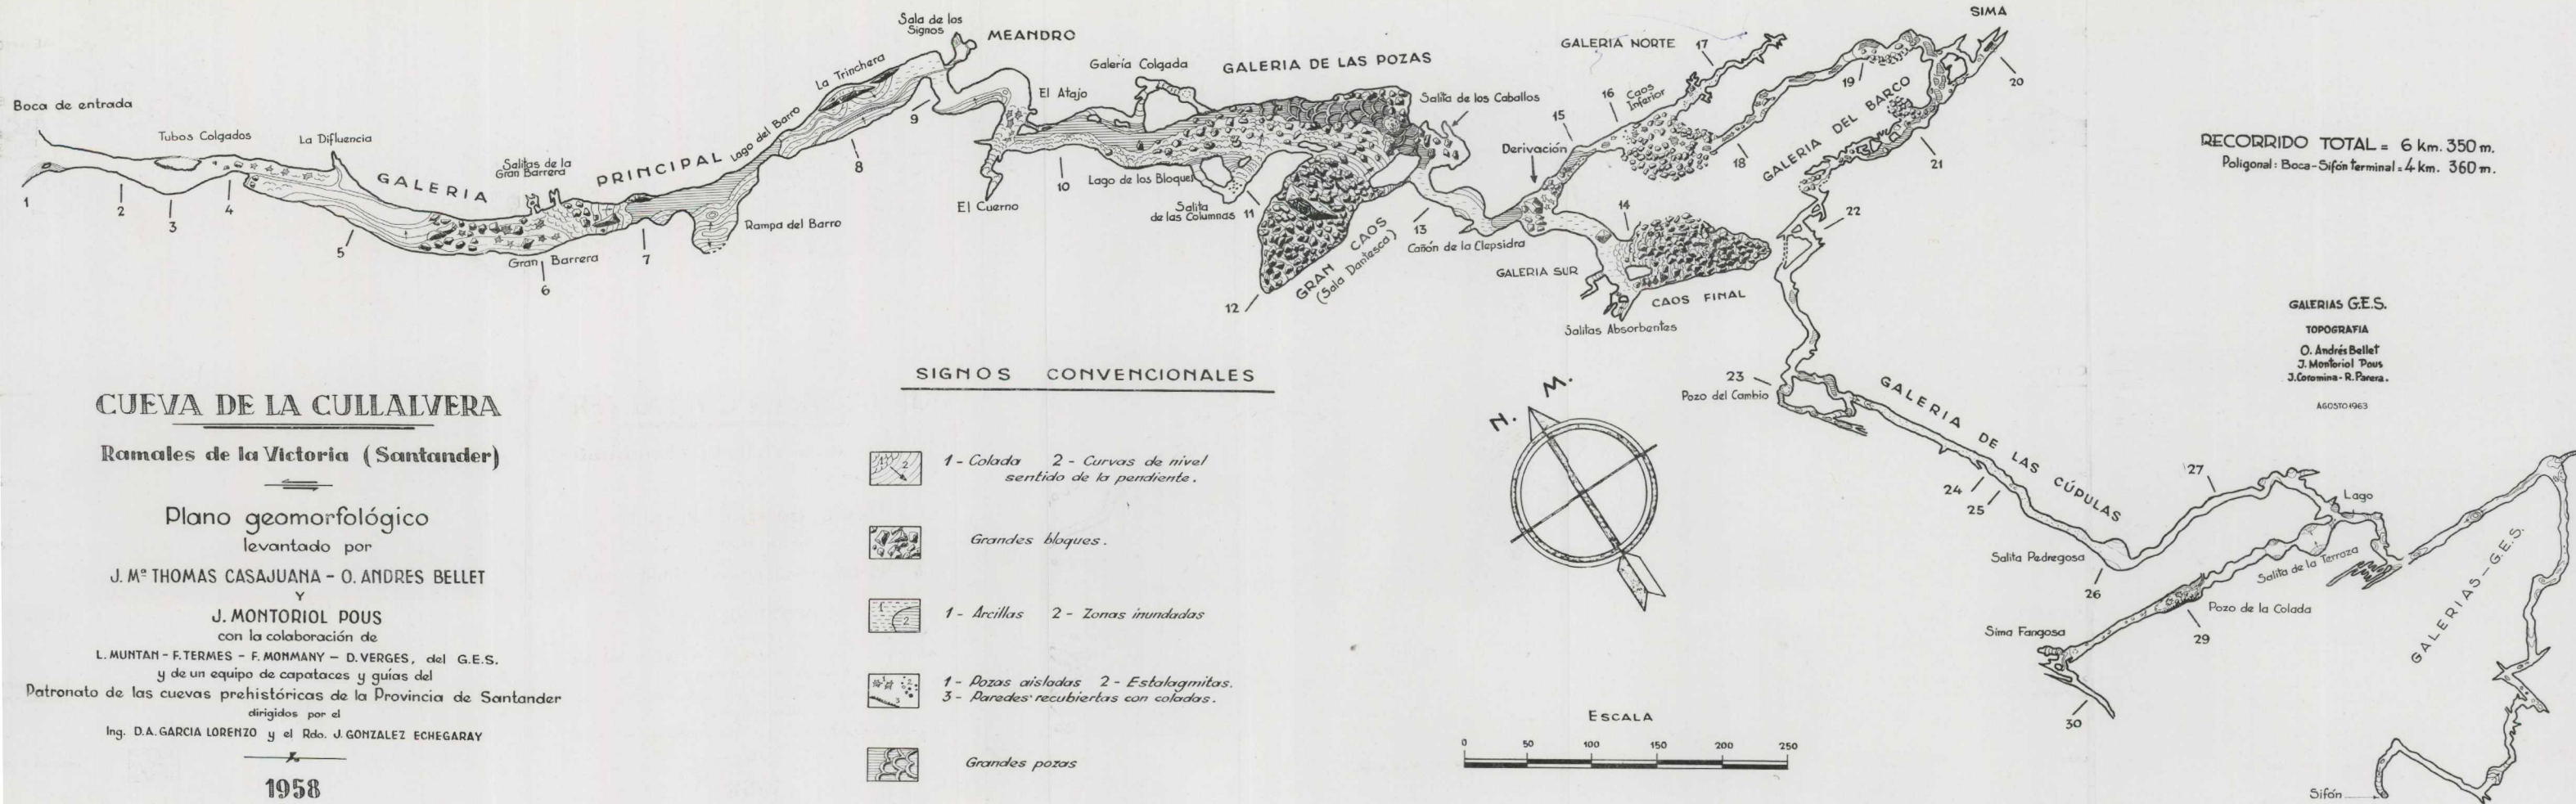 Boca de entrada
Tubos Colgados
La Difluencia
GALERIA PRINCIPAL
Salitas de la
Gran Barrera
Gran Barrera
Lago del Barro
Rampa del Barro
La Trinchera
Sala de los
Signos
MEANDRO
El Atajo
El Cuerno
Galería Colgada
GALERIA DE LAS POZAS
Lago de los Bloques
Salita
de las Columnas
Salita de los Caballos
GRAN CAOS
(Sala Dantesca)
Cañón de la Clepsidra
Derivación
GALERIA NORTE
Caos
Inferior
GALERIA SUR
CAOS FINAL
Salitas Absorbentes
GALERIA DEL BARCO
SIMA
1
2
3
4
5
6
7
8
9
10
11
12
13
14
15
16
17
18
19
20
21
22
23
Pozo del Cambio
GALERIA DE LAS CÚPULAS
24
25
Salita Pedregosa
26
27
Lago
Salita de la Terraza
Pozo de la Colada
29
Sima Fangosa
30
GALERIAS-G.E.S.
Sifón
RECORRIDO TOTAL = 6 km. 350 m.
Poligonal: Boca-Sifón terminal = 4 km. 360 m.
GALERIAS G.E.S.
TOPOGRAFIA
O. Andrés Bellet
J. Montoriol Pous
J. Coromina - R. Parera.
AGOSTO 1963
CUEVA DE LA CULLALVERA
Ramales de la Victoria (Santander)
Plano geomorfológico
levantado por
J. Mª THOMAS CASAJUANA - O. ANDRES BELLET
Y
J. MONTORIOL POUS
con la colaboración de
L. MUNTAN - F. TERMES - F. MONMANY - D. VERGES, del G.E.S.
y de un equipo de capataces y guías del
Patronato de las cuevas prehistóricas de la Provincia de Santander
dirigidos por el
Ing. D.A. GARCIA LORENZO y el Rdo. J. GONZALEZ ECHEGARAY
1958
SIGNOS CONVENCIONALES
1 - Colada 2 - Curvas de nivel
sentido de la pendiente.
Grandes bloques.
1 - Arcillas 2 - Zonas inundadas
1 - Pozas aisladas 2 - Estalagmitas.
3 - Paredes recubiertas con coladas.
Grandes pozas
N. M.
ESCALA
0 50 100 150 200 250